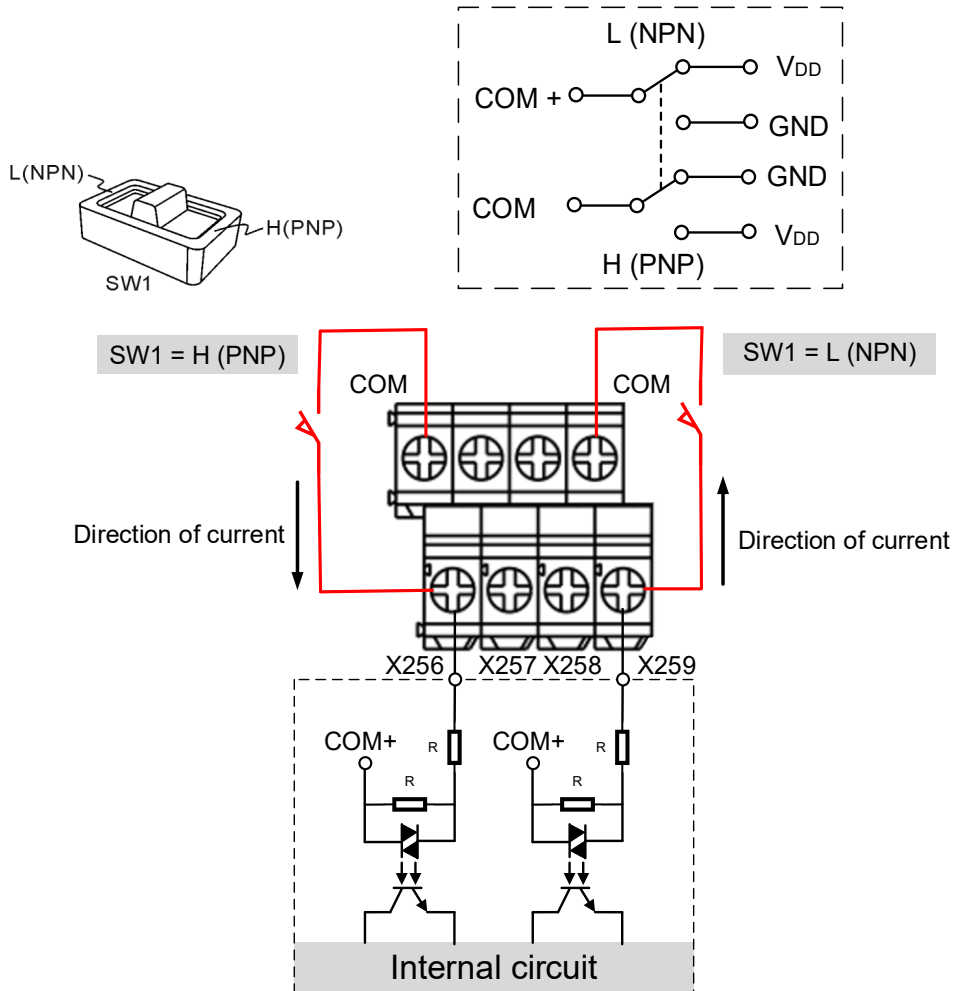 L (NPN)
COM +
VDD
GND
COM
GND
VDD
H (PNP)
L(NPN)
H(PNP)
SW1
SW1 = H (PNP)
SW1 = L (NPN)
COM
COM
Direction of current
Direction of current
X256
X257
X258
X259
COM+
R
R
COM+
R
R
Internal circuit